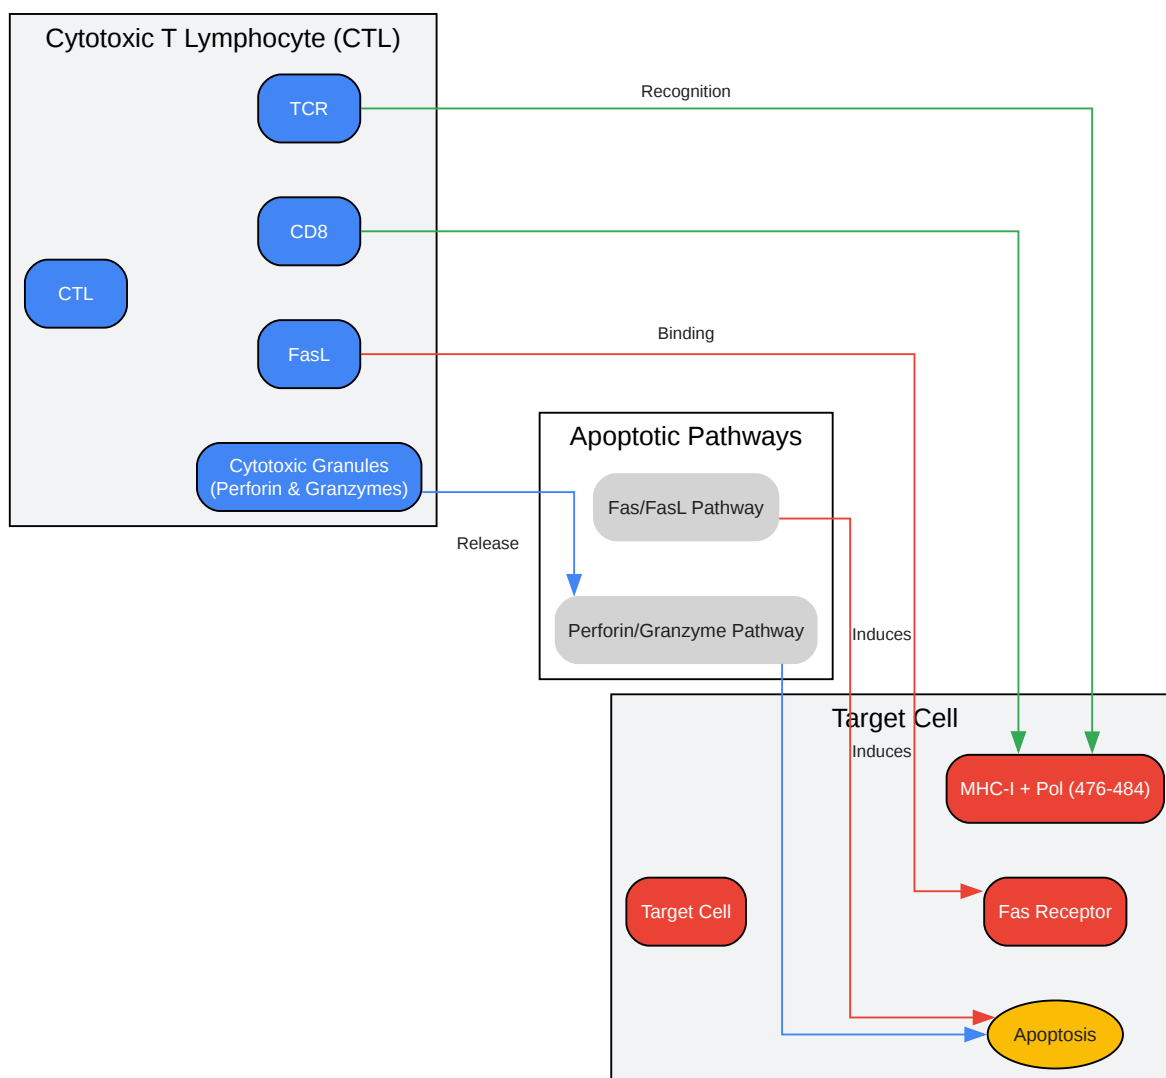 Cytotoxic T Lymphocyte (CTL)
TCR
Recognition
CD8
CTL
FasL
Binding
Cytotoxic Granules
(Perforin & Granzymes)
Release
Apoptotic Pathways
Fas/FasL Pathway
Perforin/Granzyme Pathway
Induces
Target Cell
Induces
MHC-I + Pol (476-484)
Target Cell
Fas Receptor
Apoptosis